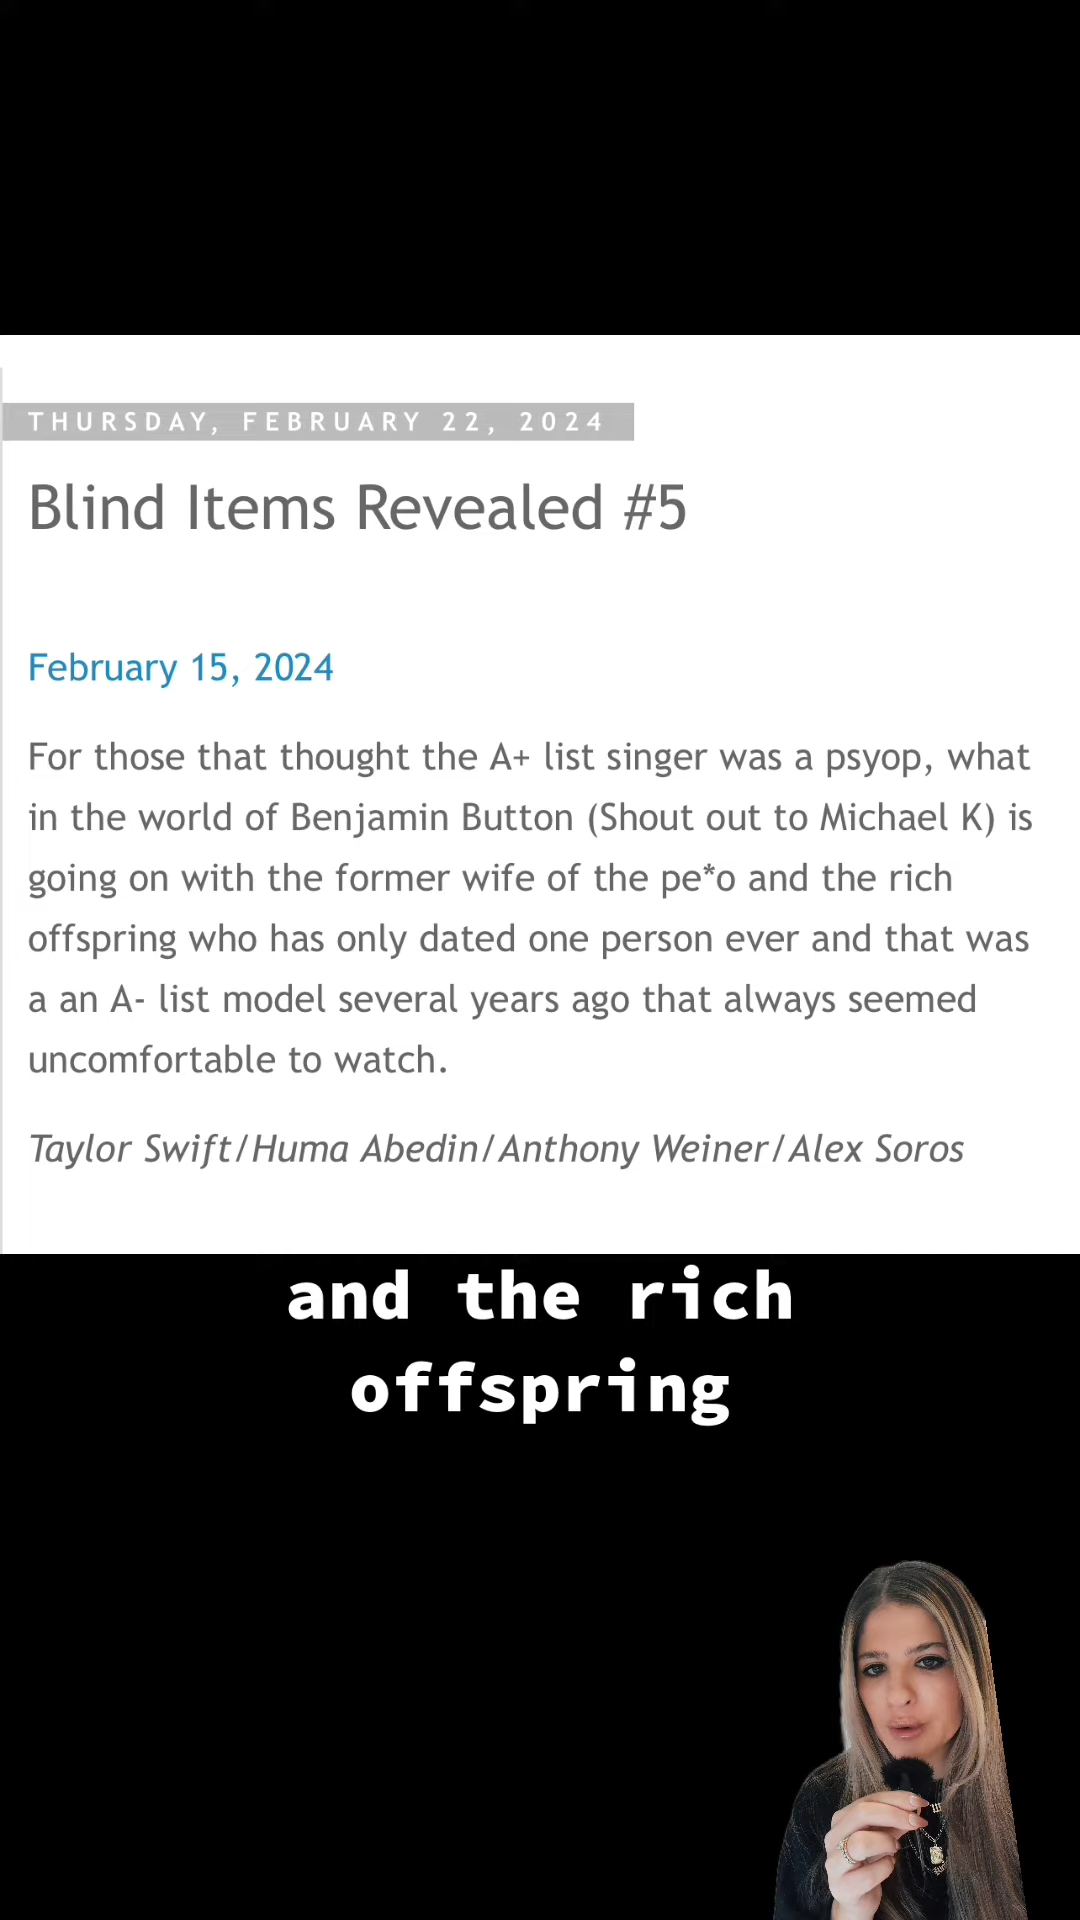 THURSDAY, FEBRUARY 22, 2024
Blind Items Revealed #5
February 15, 2024
For those that thought the A+ list singer was a psyop, what
in the world of Benjamin Button (Shout out to Michael K) is
going on with the former wife of the pe*o and the rich
offspring who has only dated one person ever and that was
a an A- list model several years ago that always seemed
uncomfortable to watch.
Taylor Swift/Huma Abedin/Anthony Weiner/Alex Soros
and the rich
offspring